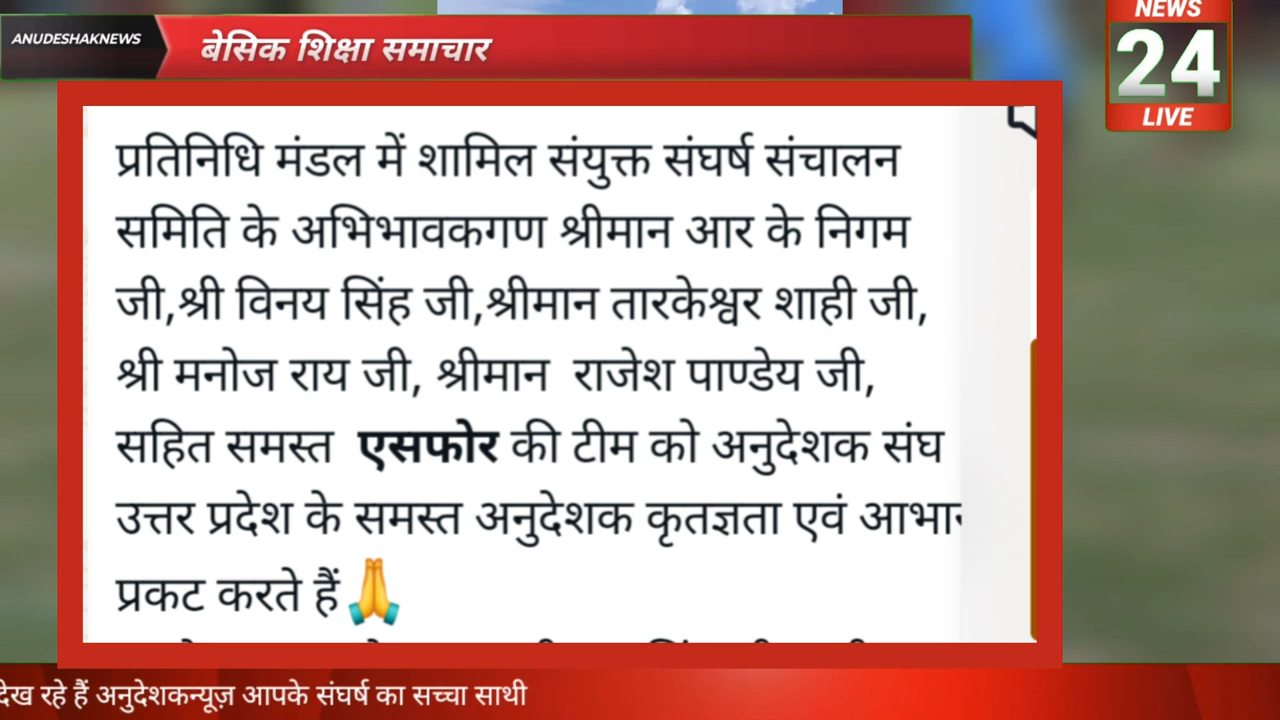 ANUDESHAKNEWS
बेसिक शिक्षा समाचार
NEWS
24
LIVE
प्रतिनिधि मंडल में शामिल संयुक्त संघर्ष संचालन
समिति के अभिभावकगण श्रीमान आर के निगम
जी,श्री विनय सिंह जी,श्रीमान तारकेश्वर शाही जी,
श्री मनोज राय जी, श्रीमान राजेश पाण्डेय जी,
सहित समस्त एसफोर की टीम को अनुदेशक संघ
उत्तर प्रदेश के समस्त अनुदेशक कृतज्ञता एवं आभार
प्रकट करते हैं🙏
देख रहे हैं अनुदेशकन्यूज़ आपके संघर्ष का सच्चा साथी